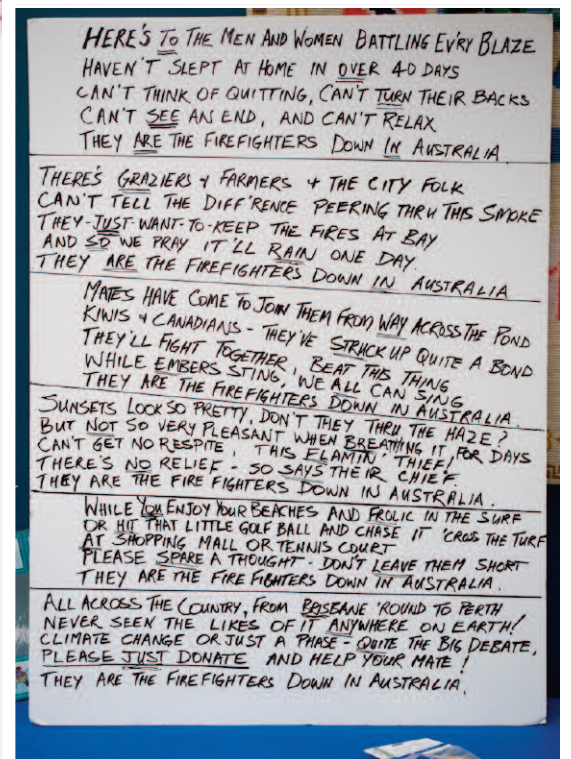 HERE'S TO THE MEN AND WOMEN BATTLING EV'RY BLAZE
HAVEN'T SLEPT AT HOME IN OVER 40 DAYS
CAN'T THINK OF QUITTING, CAN'T TURN THEIR BACKS
CAN'T SEE AN END, AND CAN'T RELAX
THEY ARE THE FIREFIGHTERS DOWN IN AUSTRALIA.
THERE'S GRAZIERS & FARMERS & THE CITY FOLK
CAN'T TELL THE DIFF'RENCE PEERING THRU THIS SMOKE
THEY-JUST-WANT-TO-KEEP THE FIRES AT BAY
AND SO WE PRAY IT'LL RAIN ONE DAY.
THEY ARE THE FIREFIGHTERS DOWN IN AUSTRALIA
MATES HAVE COME TO JOIN THEM FROM WAY ACROSS THE POND
KIWIS & CANADIANS - THEY'VE STRUCK UP QUITE A BOND
THEY'LL FIGHT TOGETHER, BEAT THIS THING
WHILE EMBERS STING, WE ALL CAN SING
THEY ARE THE FIREFIGHTERS DOWN IN AUSTRALIA.
SUNSETS LOOK SO PRETTY, DON'T THEY THRU THE HAZE?
BUT NOT SO VERY PLEASANT WHEN BREATHING IT FOR DAYS
CAN'T GET NO RESPITE, THIS FLAMIN' THIEF!
THERE'S NO RELIEF - SO SAYS THEIR CHIEF
THEY ARE THE FIRE FIGHTERS DOWN IN AUSTRALIA.
WHILE YOU ENJOY YOUR BEACHES AND FROLIC IN THE SURF
OR HIT THAT LITTLE GOLF BALL AND CHASE IT 'CROSS THE TURF
AT SHOPPING MALL OR TENNIS COURT
PLEASE SPARE A THOUGHT - DON'T LEAVE THEM SHORT
THEY ARE THE FIRE FIGHTERS DOWN IN AUSTRALIA.
ALL ACROSS THE COUNTRY, FROM BRISBANE 'ROUND TO PERTH
NEVER SEEN THE LIKES OF IT ANYWHERE ON EARTH!
CLIMATE CHANGE OR JUST A PHASE - QUITE THE BIG DEBATE,
PLEASE JUST DONATE AND HELP YOUR MATE!
THEY ARE THE FIREFIGHTERS DOWN IN AUSTRALIA.